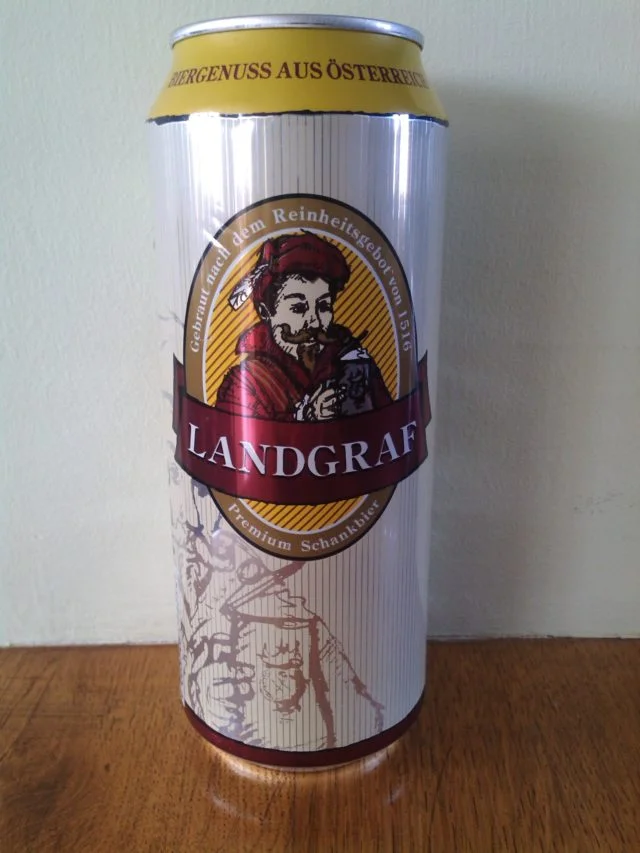 BIERGENUSS AUS ÖSTERREICH
Gebraut nach dem Reinheitsgebot von 1516
LANDGRAF
Premium Schankbier